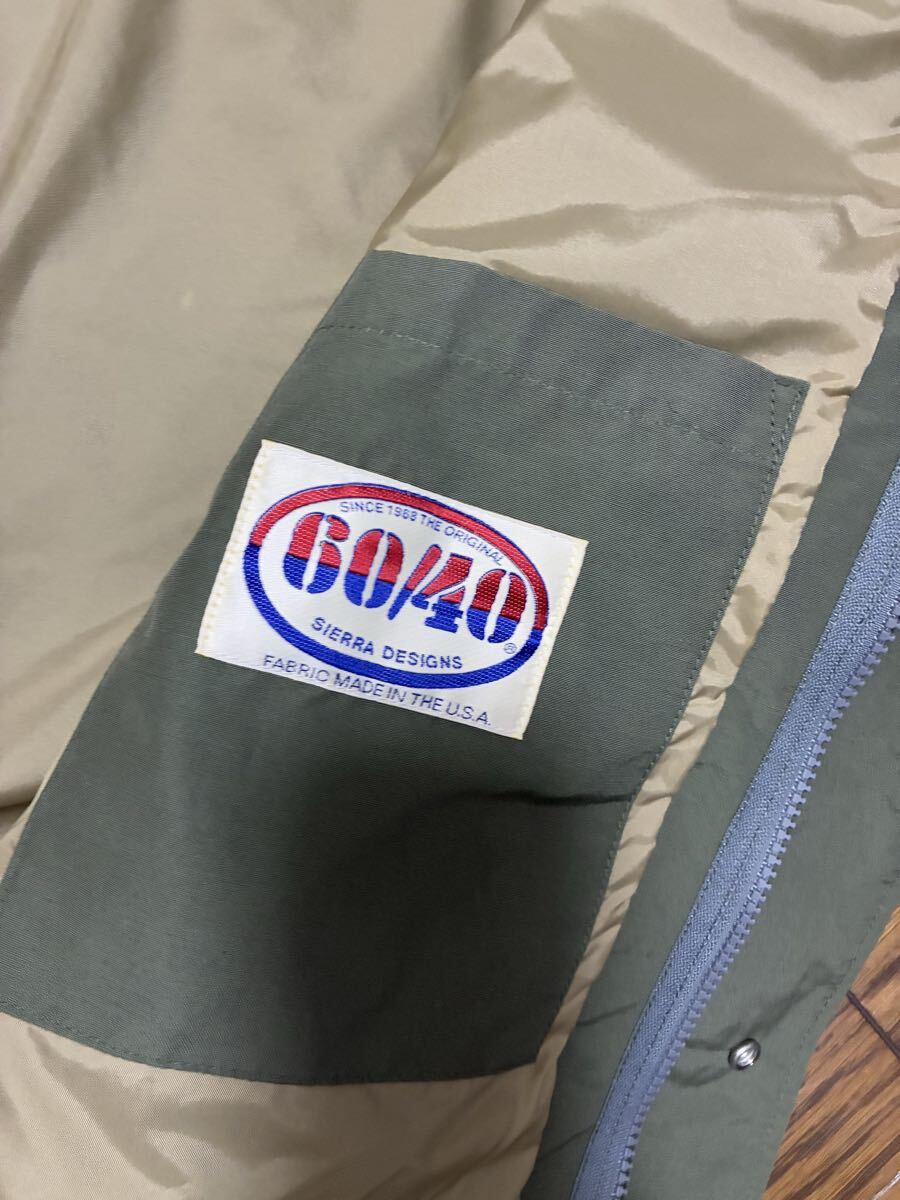 SINCE 1968 THE ORIGINAL
60/40
®
SIERRA DESIGNS
FABRIC MADE IN THE U.S.A.